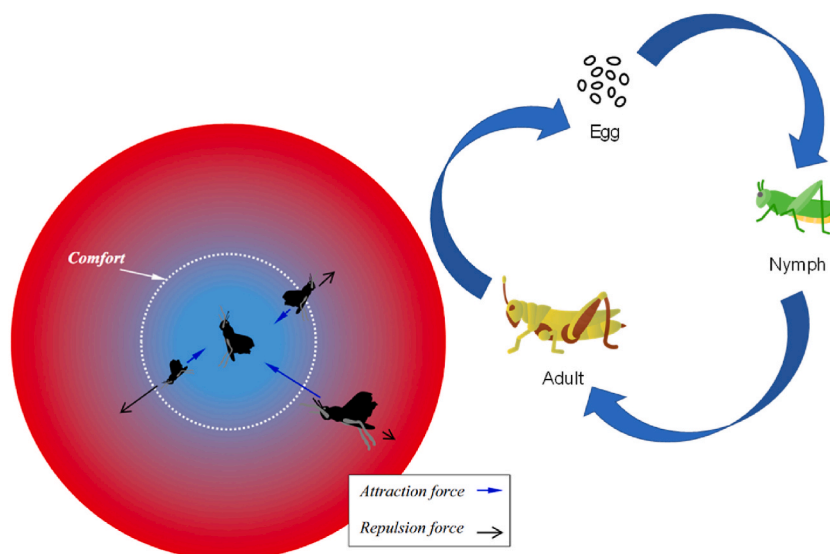 Egg
Comfort
Nymph
Adult
Attraction force
Repulsion force